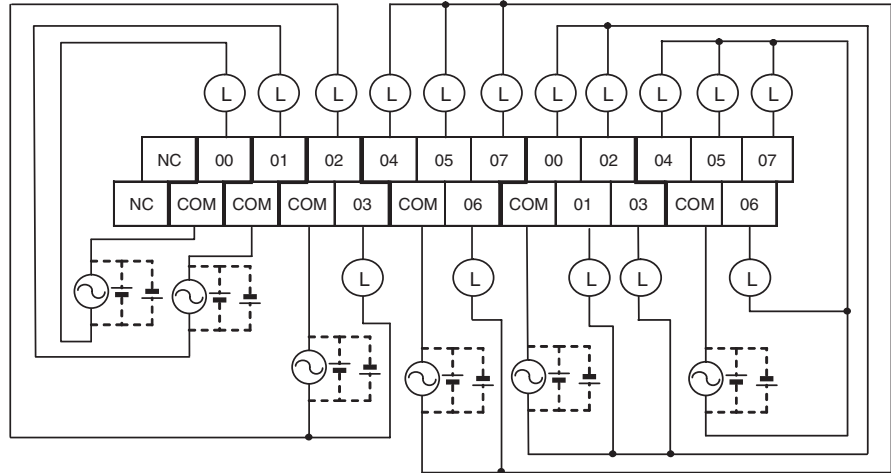 L L L L L L L L L L L
NC 00 01 02 04 05 07 00 02 04 05 07
NC COM COM COM 03 COM 06 COM 01 03 COM 06
L L L L L